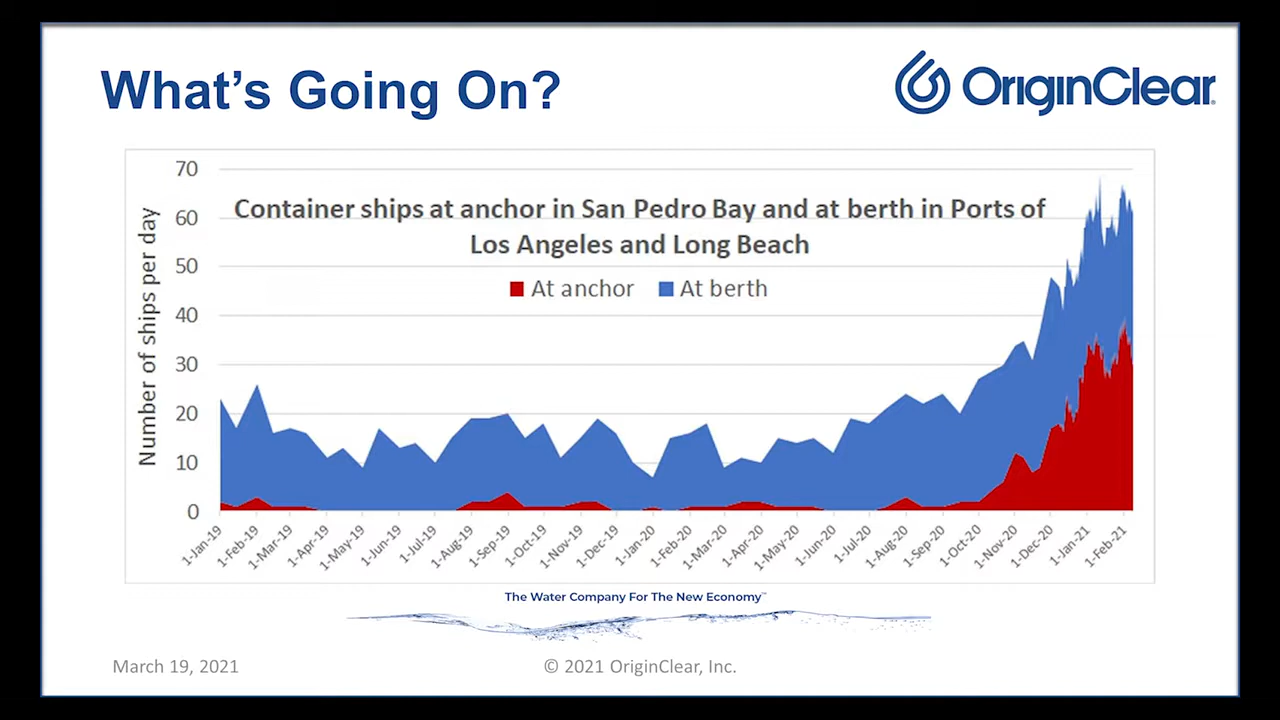 What's Going On?
OriginClear®
Container ships at anchor in San Pedro Bay and at berth in Ports of
Los Angeles and Long Beach
At anchor
At berth
Number of ships per day
70
60
50
40
30
20
10
0
1-Jan-19
1-Feb-19
1-Mar-19
1-Apr-19
1-May-19
1-Jun-19
1-Jul-19
1-Aug-19
1-Sep-19
1-Oct-19
1-Nov-19
1-Dec-19
1-Jan-20
1-Feb-20
1-Mar-20
1-Apr-20
1-May-20
1-Jun-20
1-Jul-20
1-Aug-20
1-Sep-20
1-Oct-20
1-Nov-20
1-Dec-20
1-Jan-21
1-Feb-21
The Water Company For The New Economy™
March 19, 2021
© 2021 OriginClear, Inc.